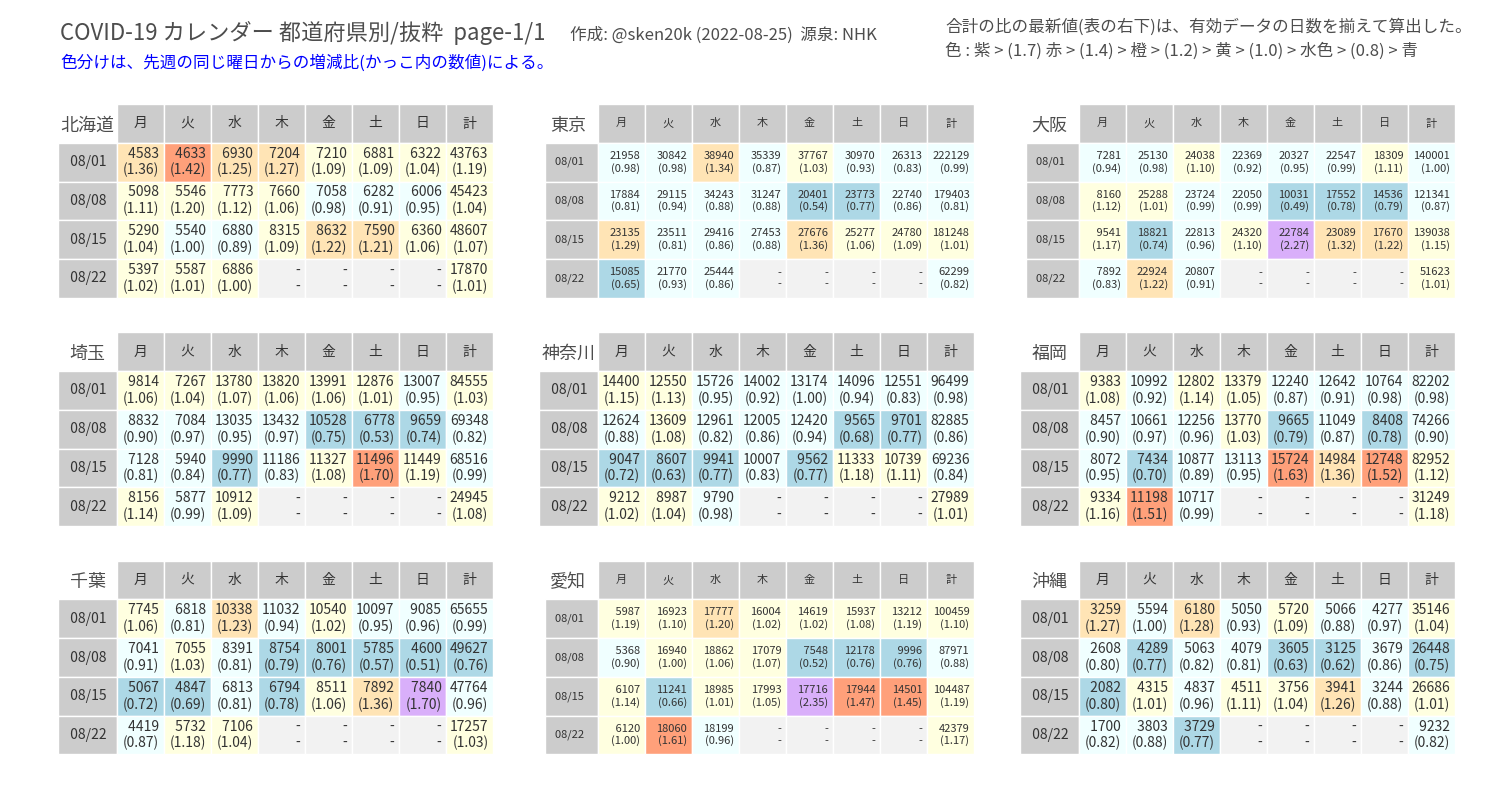 COVID-19 カレンダー 都道府県別/抜粋 page-1/1 作成: @sken20k (2022-08-25) 源泉: NHK
色分けは、先週の同じ曜日からの増減比(かっこ内の数値)による。
合計の比の最新値(表の右下)は、有効データの日数を揃えて算出した。
色 : 紫 > (1.7) 赤 > (1.4) > 橙 > (1.2) > 黄 > (1.0) > 水色 > (0.8) > 青
北海道 月 火 水 木 金 土 日 計
08/01 4583 4633 6930 7204 7210 6881 6322 43763
(1.36) (1.42) (1.25) (1.27) (1.09) (1.09) (1.04) (1.19)
08/08 5098 5546 7773 7660 7058 6282 6006 45423
(1.11) (1.20) (1.12) (1.06) (0.98) (0.91) (0.95) (1.04)
08/15 5290 5540 6880 8315 8632 7590 6360 48607
(1.04) (1.00) (0.89) (1.09) (1.22) (1.21) (1.06) (1.07)
08/22 5397 5587 6886 - - - - 17870
(1.02) (1.01) (1.00) - - - - (1.01)
東京 月 火 水 木 金 土 日 計
08/01 21958 30842 38940 35339 37767 30970 26313 222129
(0.98) (0.98) (1.34) (0.87) (1.03) (0.93) (0.83) (0.99)
08/08 17884 29115 34243 31247 20401 23773 22740 179403
(0.81) (0.94) (0.88) (0.88) (0.54) (0.77) (0.86) (0.81)
08/15 23135 23511 29416 27453 27676 25277 24780 181248
(1.29) (0.81) (0.86) (0.88) (1.36) (1.06) (1.09) (1.01)
08/22 15085 21770 25444 - - - - 62299
(0.65) (0.93) (0.86) - - - - (0.82)
大阪 月 火 水 木 金 土 日 計
08/01 7281 25130 24038 22369 20327 22547 18309 140001
(0.94) (0.98) (1.10) (0.92) (0.95) (0.99) (1.11) (1.00)
08/08 8160 25288 23724 22050 10031 17552 14536 121341
(1.12) (1.01) (0.99) (0.99) (0.49) (0.78) (0.79) (0.87)
08/15 9541 18821 22813 24320 22784 23089 17670 139038
(1.17) (0.74) (0.96) (1.10) (2.27) (1.32) (1.22) (1.15)
08/22 7892 22924 20807 - - - - 51623
(0.83) (1.22) (0.91) - - - - (1.01)
埼玉 月 火 水 木 金 土 日 計
08/01 9814 7267 13780 13820 13991 12876 13007 84555
(1.06) (1.04) (1.07) (1.06) (1.06) (1.01) (0.95) (1.03)
08/08 8832 7084 13035 13432 10528 6778 9659 69348
(0.90) (0.97) (0.95) (0.97) (0.75) (0.53) (0.74) (0.82)
08/15 7128 5940 9990 11186 11327 11496 11449 68516
(0.81) (0.84) (0.77) (0.83) (1.08) (1.70) (1.19) (0.99)
08/22 8156 5877 10912 - - - - 24945
(1.14) (0.99) (1.09) - - - - (1.08)
神奈川 月 火 水 木 金 土 日 計
08/01 14400 12550 15726 14002 13174 14096 12551 96499
(1.15) (1.13) (0.95) (0.92) (1.00) (0.94) (0.83) (0.98)
08/08 12624 13609 12961 12005 12420 9565 9701 82885
(0.88) (1.08) (0.82) (0.86) (0.94) (0.68) (0.77) (0.86)
08/15 9047 8607 9941 10007 9562 11333 10739 69236
(0.72) (0.63) (0.77) (0.83) (0.77) (1.18) (1.11) (0.84)
08/22 9212 8987 9790 - - - - 27989
(1.02) (1.04) (0.98) - - - - (1.01)
福岡 月 火 水 木 金 土 日 計
08/01 9383 10992 12802 13379 12240 12642 10764 82202
(1.08) (0.92) (1.14) (1.05) (0.87) (0.91) (0.98) (0.98)
08/08 8457 10661 12256 13770 9665 11049 8408 74266
(0.90) (0.97) (0.96) (1.03) (0.79) (0.87) (0.78) (0.90)
08/15 8072 7434 10877 13113 15724 14984 12748 82952
(0.95) (0.70) (0.89) (0.95) (1.63) (1.36) (1.52) (1.12)
08/22 9334 11198 10717 - - - - 31249
(1.16) (1.51) (0.99) - - - - (1.18)
千葉 月 火 水 木 金 土 日 計
08/01 7745 6818 10338 11032 10540 10097 9085 65655
(1.06) (0.81) (1.23) (0.94) (1.02) (0.95) (0.96) (0.99)
08/08 7041 7055 8391 8754 8001 5785 4600 49627
(0.91) (1.03) (0.81) (0.79) (0.76) (0.57) (0.51) (0.76)
08/15 5067 4847 6813 6794 8511 7892 7840 47764
(0.72) (0.69) (0.81) (0.78) (1.06) (1.36) (1.70) (0.96)
08/22 4419 5732 7106 - - - - 17257
(0.87) (1.18) (1.04) - - - - (1.03)
愛知 月 火 水 木 金 土 日 計
08/01 5987 16923 17777 16004 14619 15937 13212 100459
(1.19) (1.10) (1.20) (1.02) (1.02) (1.08) (1.19) (1.10)
08/08 5368 16940 18862 17079 7548 12178 9996 87971
(0.90) (1.00) (1.06) (1.07) (0.52) (0.76) (0.76) (0.88)
08/15 6107 11241 18985 17993 17716 17944 14501 104487
(1.14) (0.66) (1.01) (1.05) (2.35) (1.47) (1.45) (1.19)
08/22 6120 18060 18199 - - - - 42379
(1.00) (1.61) (0.96) - - - - (1.17)
沖縄 月 火 水 木 金 土 日 計
08/01 3259 5594 6180 5050 5720 5066 4277 35146
(1.27) (1.00) (1.28) (0.93) (1.09) (0.88) (0.97) (1.04)
08/08 2608 4289 5063 4079 3605 3125 3679 26448
(0.80) (0.77) (0.82) (0.81) (0.63) (0.62) (0.86) (0.75)
08/15 2082 4315 4837 4511 3756 3941 3244 26686
(0.80) (1.01) (0.96) (1.11) (1.04) (1.26) (0.88) (1.01)
08/22 1700 3803 3729 - - - - 9232
(0.82) (0.88) (0.77) - - - - (0.82)